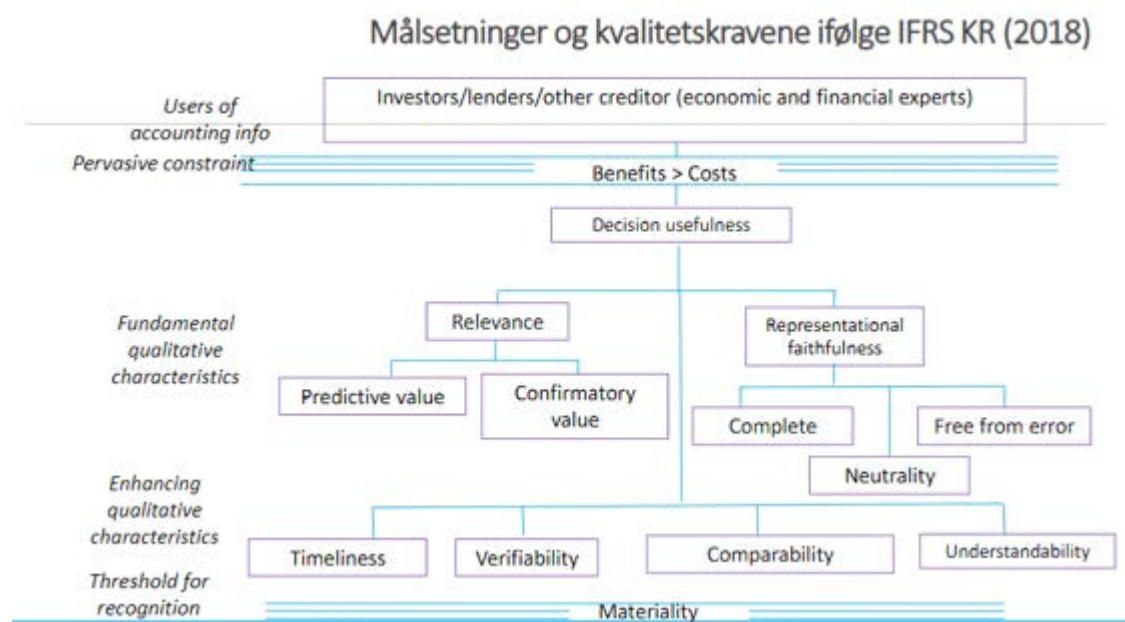 Målsetninger og kvalitetskravene ifølge IFRS KR (2018)
Users of
accounting info
Investors/lenders/other creditor (economic and financial experts)
Pervasive constraint
Benefits > Costs
Decision usefulness
Fundamental
qualitative
characteristics
Relevance
Representational
faithfulness
Predictive value
Confirmatory
value
Complete
Free from error
Neutrality
Enhancing
qualitative
characteristics
Timeliness
Verifiability
Comparability
Understandability
Threshold for
recognition
Materiality